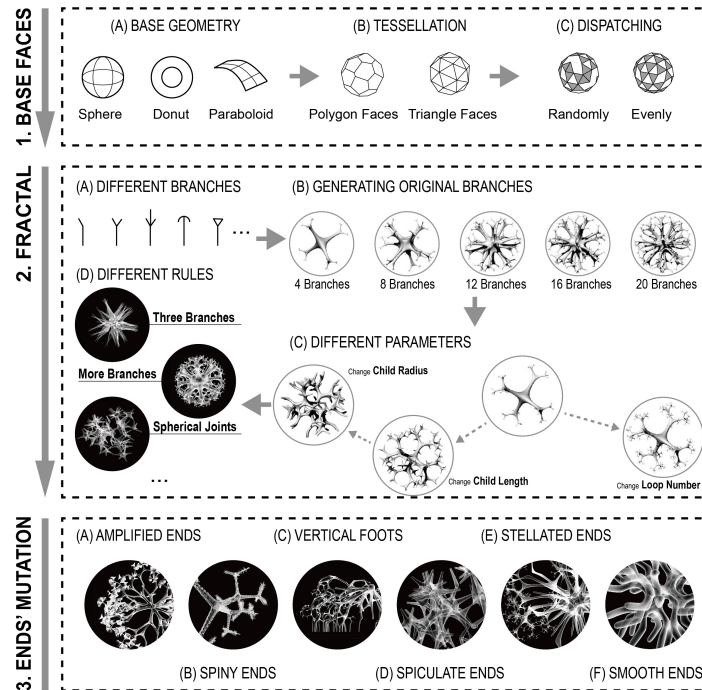 1. BASE FACES
(A) BASE GEOMETRY
(B) TESSELLATION
(C) DISPATCHING
Sphere
Donut
Paraboloid
Polygon Faces
Triangle Faces
Randomly
Evenly
2. FRACTAL
(A) DIFFERENT BRANCHES
...
(B) GENERATING ORIGINAL BRANCHES
4 Branches
8 Branches
12 Branches
16 Branches
20 Branches
(C) DIFFERENT PARAMETERS
Change Child Radius
Change Child Length
Change Loop Number
(D) DIFFERENT RULES
Three Branches
More Branches
Spherical Joints
...
3. ENDS' MUTATION
(A) AMPLIFIED ENDS
(C) VERTICAL FOOTS
(E) STELLATED ENDS
(B) SPINY ENDS
(D) SPICULATE ENDS
(F) SMOOTH ENDS